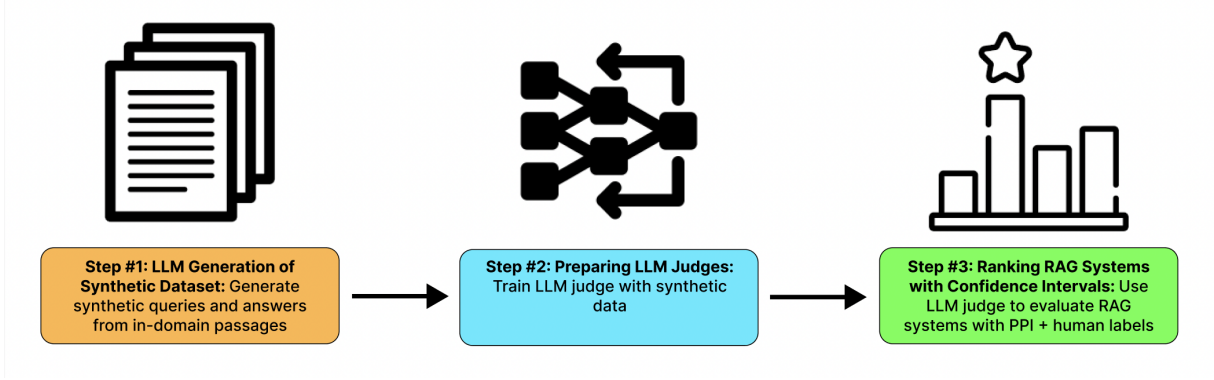 Step #1: LLM Generation of
Synthetic Dataset: Generate
synthetic queries and answers
from in-domain passages
Step #2: Preparing LLM Judges:
Train LLM judge with synthetic
data
Step #3: Ranking RAG Systems
with Confidence Intervals: Use
LLM judge to evaluate RAG
systems with PPI + human labels